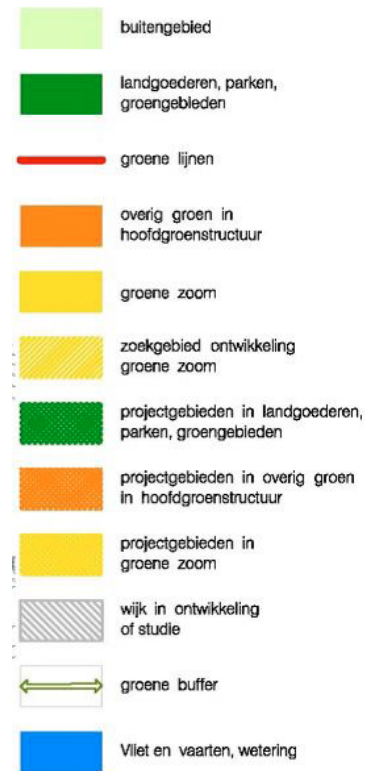 buitengebied
landgoederen, parken,
groengebieden
groene lijnen
overig groen in
hoofdgroenstructuur
groene zoom
zoekgebied ontwikkeling
groene zoom
projectgebieden in landgoederen,
parken, groengebieden
projectgebieden in overig groen
in hoofdgroenstructuur
projectgebieden in
groene zoom
wijk in ontwikkeling
of studie
groene buffer
Vliet en vaarten, wetering